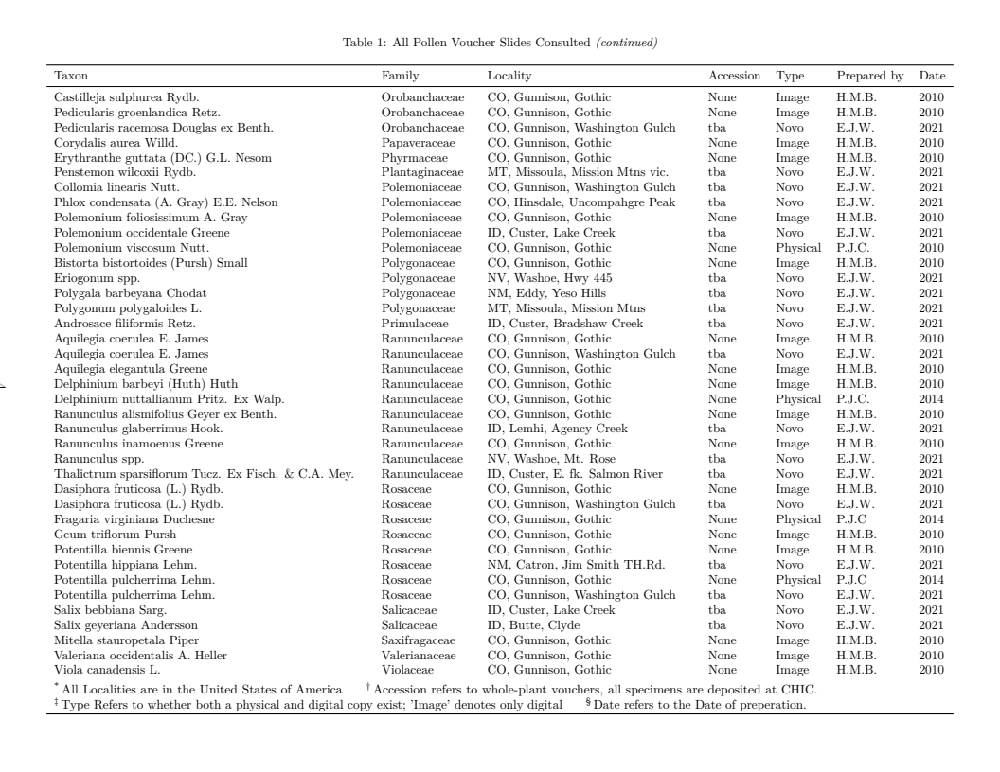 Table 1: All Pollen Voucher Slides Consulted (continued)
Taxon Family Locality Accession Type Prepared by Date
Castilleja sulphurea Rydb. Orobanchaceae CO, Gunnison, Gothic None Image H.M.B. 2010
Pedicularis groenlandica Retz. Orobanchaceae CO, Gunnison, Gothic None Image H.M.B. 2010
Pedicularis racemosa Douglas ex Benth. Orobanchaceae CO, Gunnison, Washington Gulch tba Novo E.J.W. 2021
Corydalis aurea Willd. Papaveraceae CO, Gunnison, Gothic None Image H.M.B. 2010
Erythranthe guttata (DC.) G.L. Nesom Phyrmaceae CO, Gunnison, Gothic None Image H.M.B. 2010
Penstemon wilcoxii Rydb. Plantaginaceae MT, Missoula, Mission Mtns vic. tba Novo E.J.W. 2021
Collomia linearis Nutt. Polemoniaceae CO, Gunnison, Washington Gulch tba Novo E.J.W. 2021
Phlox condensata (A. Gray) E.E. Nelson Polemoniaceae CO, Hinsdale, Uncompahgre Peak tba Novo E.J.W. 2021
Polemonium foliosissimum A. Gray Polemoniaceae CO, Gunnison, Gothic None Image H.M.B. 2010
Polemonium occidentale Greene Polemoniaceae ID, Custer, Lake Creek tba Novo E.J.W. 2021
Polemonium viscosum Nutt. Polemoniaceae CO, Gunnison, Gothic None Physical P.J.C. 2010
Bistorta bistortoides (Pursh) Small Polygonaceae CO, Gunnison, Gothic None Image H.M.B. 2010
Eriogonum spp. Polygonaceae NV, Washoe, Hwy 445 tba Novo E.J.W. 2021
Polygala barbeyana Chodat Polygonaceae NM, Eddy, Yeso Hills tba Novo E.J.W. 2021
Polygonum polygaloides L. Polygonaceae MT, Missoula, Mission Mtns tba Novo E.J.W. 2021
Androsace filiformis Retz. Primulaceae ID, Custer, Bradshaw Creek tba Novo E.J.W. 2021
Aquilegia coerulea E. James Ranunculaceae CO, Gunnison, Gothic None Image H.M.B. 2010
Aquilegia coerulea E. James Ranunculaceae CO, Gunnison, Washington Gulch tba Novo E.J.W. 2021
Aquilegia elegantula Greene Ranunculaceae CO, Gunnison, Gothic None Image H.M.B. 2010
Delphinium barbeyi (Huth) Huth Ranunculaceae CO, Gunnison, Gothic None Image H.M.B. 2010
Delphinium nuttallianum Pritz. Ex Walp. Ranunculaceae CO, Gunnison, Gothic None Physical P.J.C. 2014
Ranunculus alismifolius Geyer ex Benth. Ranunculaceae CO, Gunnison, Gothic None Image H.M.B. 2010
Ranunculus glaberrimus Hook. Ranunculaceae ID, Lemhi, Agency Creek tba Novo E.J.W. 2021
Ranunculus inamoenus Greene Ranunculaceae CO, Gunnison, Gothic None Image H.M.B. 2010
Ranunculus spp. Ranunculaceae NV, Washoe, Mt. Rose tba Novo E.J.W. 2021
Thalictrum sparsiflorum Tucz. Ex Fisch. & C.A. Mey. Ranunculaceae ID, Custer, E. fk. Salmon River tba Novo E.J.W. 2021
Dasiphora fruticosa (L.) Rydb. Rosaceae CO, Gunnison, Gothic None Image H.M.B. 2010
Dasiphora fruticosa (L.) Rydb. Rosaceae CO, Gunnison, Washington Gulch tba Novo E.J.W. 2021
Fragaria virginiana Duchesne Rosaceae CO, Gunnison, Gothic None Physical P.J.C 2014
Geum triflorum Pursh Rosaceae CO, Gunnison, Gothic None Image H.M.B. 2010
Potentilla biennis Greene Rosaceae CO, Gunnison, Gothic None Image H.M.B. 2010
Potentilla hippiana Lehm. Rosaceae NM, Catron, Jim Smith TH.Rd. tba Novo E.J.W. 2021
Potentilla pulcherrima Lehm. Rosaceae CO, Gunnison, Gothic None Physical P.J.C 2014
Potentilla pulcherrima Lehm. Rosaceae CO, Gunnison, Washington Gulch tba Novo E.J.W. 2021
Salix bebbiana Sarg. Salicaceae ID, Custer, Lake Creek tba Novo E.J.W. 2021
Salix geyeriana Andersson Salicaceae ID, Butte, Clyde tba Novo E.J.W. 2021
Mitella stauropetala Piper Saxifragaceae CO, Gunnison, Gothic None Image H.M.B. 2010
Valeriana occidentalis A. Heller Valerianaceae CO, Gunnison, Gothic None Image H.M.B. 2010
Viola canadensis L. Violaceae CO, Gunnison, Gothic None Image H.M.B. 2010
* All Localities are in the United States of America † Accession refers to whole-plant vouchers, all specimens are deposited at CHIC.
‡ Type Refers to whether both a physical and digital copy exist; 'Image' denotes only digital § Date refers to the Date of preperation.